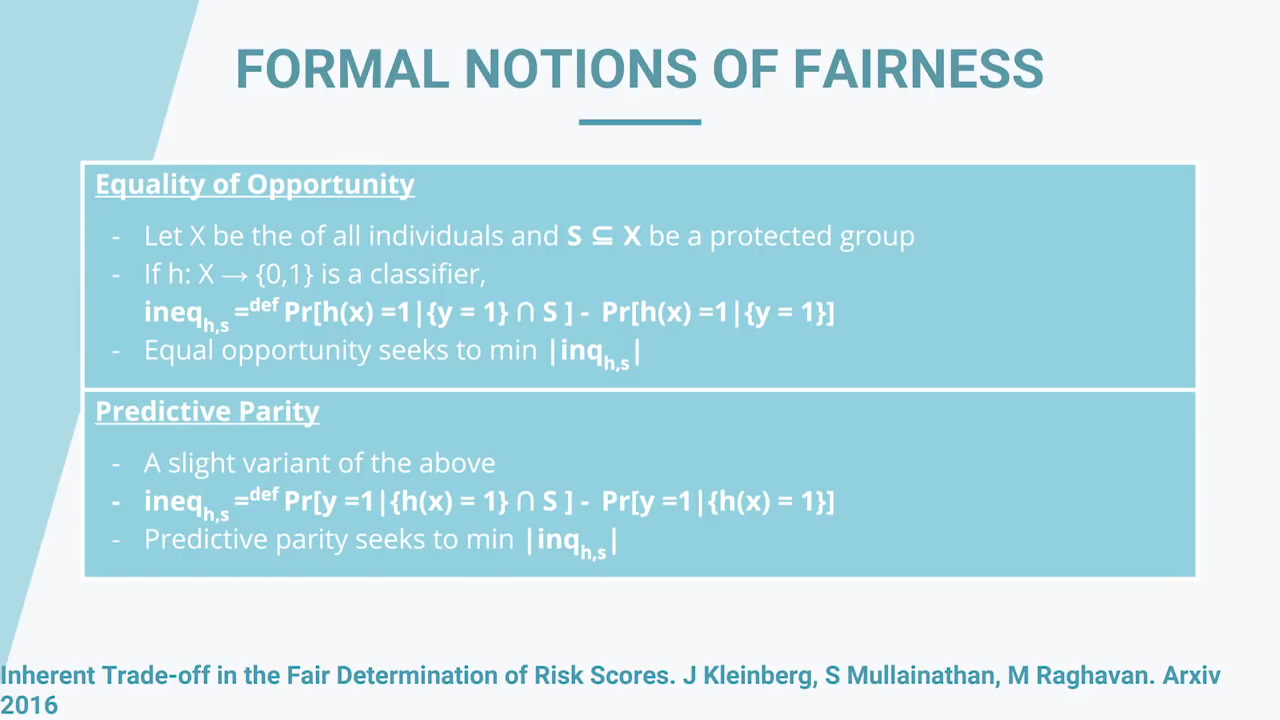 FORMAL NOTIONS OF FAIRNESS
Equality of Opportunity
- Let X be the of all individuals and S ⊆ X be a protected group
- If h: X → {0,1} is a classifier,
ineqh,s =def Pr[h(x) =1|{y = 1} ∩ S ] - Pr[h(x) =1|{y = 1}]
- Equal opportunity seeks to min |inqh,s|
Predictive Parity
- A slight variant of the above
- ineqh,s =def Pr[y =1|{h(x) = 1} ∩ S ] - Pr[y =1|{h(x) = 1}]
- Predictive parity seeks to min |inqh,s|
Inherent Trade-off in the Fair Determination of Risk Scores. J Kleinberg, S Mullainathan, M Raghavan. Arxiv
2016